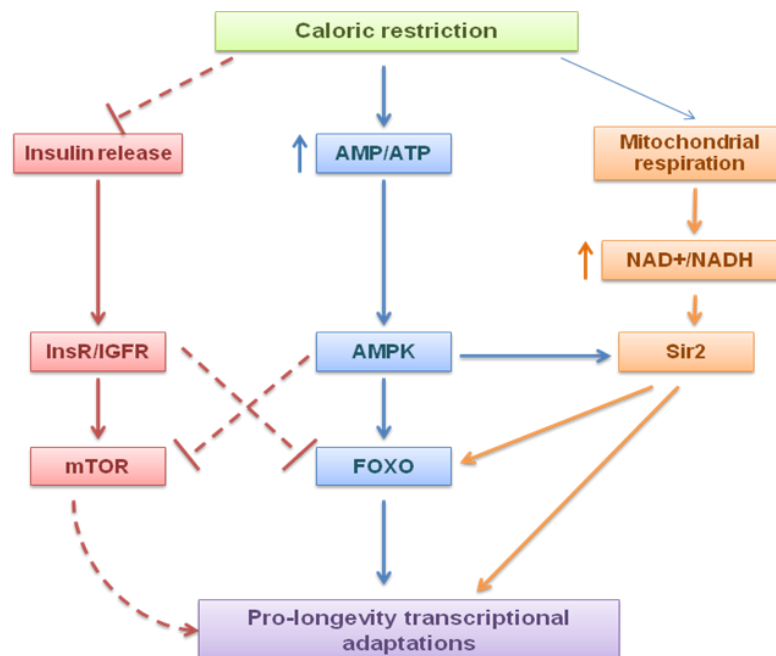 Caloric restriction
Insulin release
AMP/ATP
Mitochondrial
respiration
NAD+/NADH
InsR/IGFR
AMPK
Sir2
mTOR
FOXO
Pro-longevity transcriptional
adaptations